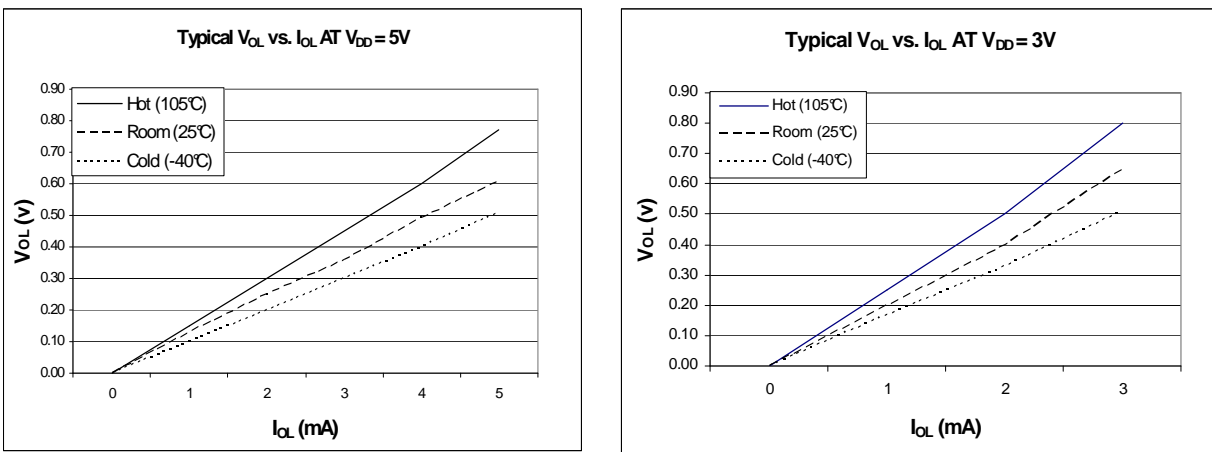 Typical VOL vs. IOL AT VDD = 5V
VOL (v)
0.90
0.80
0.70
0.60
0.50
0.40
0.30
0.20
0.10
0.00
Hot (105°C)
Room (25°C)
Cold (-40°C)
0 1 2 3 4 5
IOL (mA)
Typical VOL vs. IOL AT VDD = 3V
VOL (v)
0.90
0.80
0.70
0.60
0.50
0.40
0.30
0.20
0.10
0.00
Hot (105°C)
Room (25°C)
Cold (-40°C)
0 1 2 3
IOL (mA)